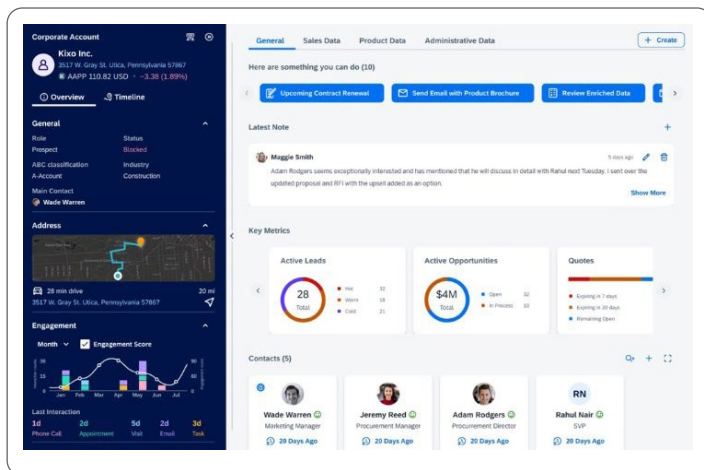 Corporate Account
Kixo Inc.
3517 W. Gray St. Utica, Pennsylvania 57867
AAPP 110.82 USD • −3.38 (1.89%)
Overview
Timeline
General
Role
Status
Prospect
Blocked
ABC classification
Industry
A-Account
Construction
Main Contact
Wade Warren
Address
28 min drive
20 mi
3517 W. Gray St. Utica, Pennsylvania 57867
Engagement
Month
Engagement Score
30
90
15
60
0
0
Jan Feb Mar Apr May Jun Jul
Last Interaction
1d 2d 5d 2d 3d
Phone Call Appointment Visit Email Task
General Sales Data Product Data Administrative Data
+ Create
Here are something you can do (10)
Upcoming Contract Renewal
Send Email with Product Brochure
Review Enriched Data
Latest Note
Maggie Smith
5 days ago
Adam Rodgers seems exceptionally interested and has mentioned that he will discuss in detail with Rahul next Tuesday. I sent over the
updated proposal and RFI with the upsell added as an option.
Show More
Key Metrics
Active Leads
28
Total
Hot 32
Warm 18
Cold 21
Active Opportunities
$4M
Total
Open 32
In Process
Quotes
Expiring in 7 days
Expiring in 30 days
Remaining Open
Contacts (5)
Wade Warren
Marketing Manager
20 Days Ago
Jeremy Reed
Procurement Manager
20 Days Ago
Adam Rodgers
Procurement Director
20 Days Ago
RN
Rahul Nair
SVP
20 Days Ago